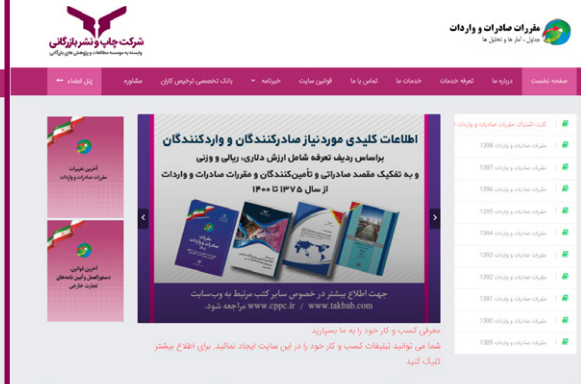 مقررات صادرات و واردات
جداول ، آمار ها و تحلیل ها
شرکت چاپ و نشر بازرگانی
وابسته به موسسه مطالعات و پژوهش های بازرگانی
صفحه نخست
درباره ما
تعرفه خدمات
خدمات ما
تماس با ما
قوانین سایت
خبرنامه
بانک تخصصی ترخیص کاران
مشاوره
پنل اعضاء
کارت اشتراک مقررات صادرات و واردات
مقررات صادرات و واردات 1398
مقررات صادرات و واردات 1397
مقررات صادرات و واردات 1396
مقررات صادرات و واردات 1395
مقررات صادرات و واردات 1394
مقررات صادرات و واردات 1393
مقررات صادرات و واردات 1392
مقررات صادرات و واردات 1391
مقررات صادرات و واردات 1390
مقررات صادرات و واردات 1389
اطلاعات کلیدی موردنیاز صادرکنندگان و واردکنندگان
براساس ردیف تعرفه شامل ارزش دلاری، ریالی و وزنی
و به تفکیک مقصد صادراتی و تأمین‌کنندگان و مقررات صادرات و واردات
از سال ۱۳۷۵ تا ۱۴۰۰
مقررات
صادرات و واردات
جهت اطلاع بیشتر در خصوص سایر کتب مرتبط به وب‌سایت
www.cppc.ir / www.takbab.com مراجعه شود.
آخرین تغییرات
مقررات صادرات و واردات
آخرین قوانین،
دستورالعمل و آیین نامه‌های
تجارت خارجی
معرفی کسب و کار خود را به ما بسپارید
شما می توانید تبلیغات کسب و کار خود را در این سایت ایجاد نمائید. برای اطلاع بیشتر
کلیک کنید